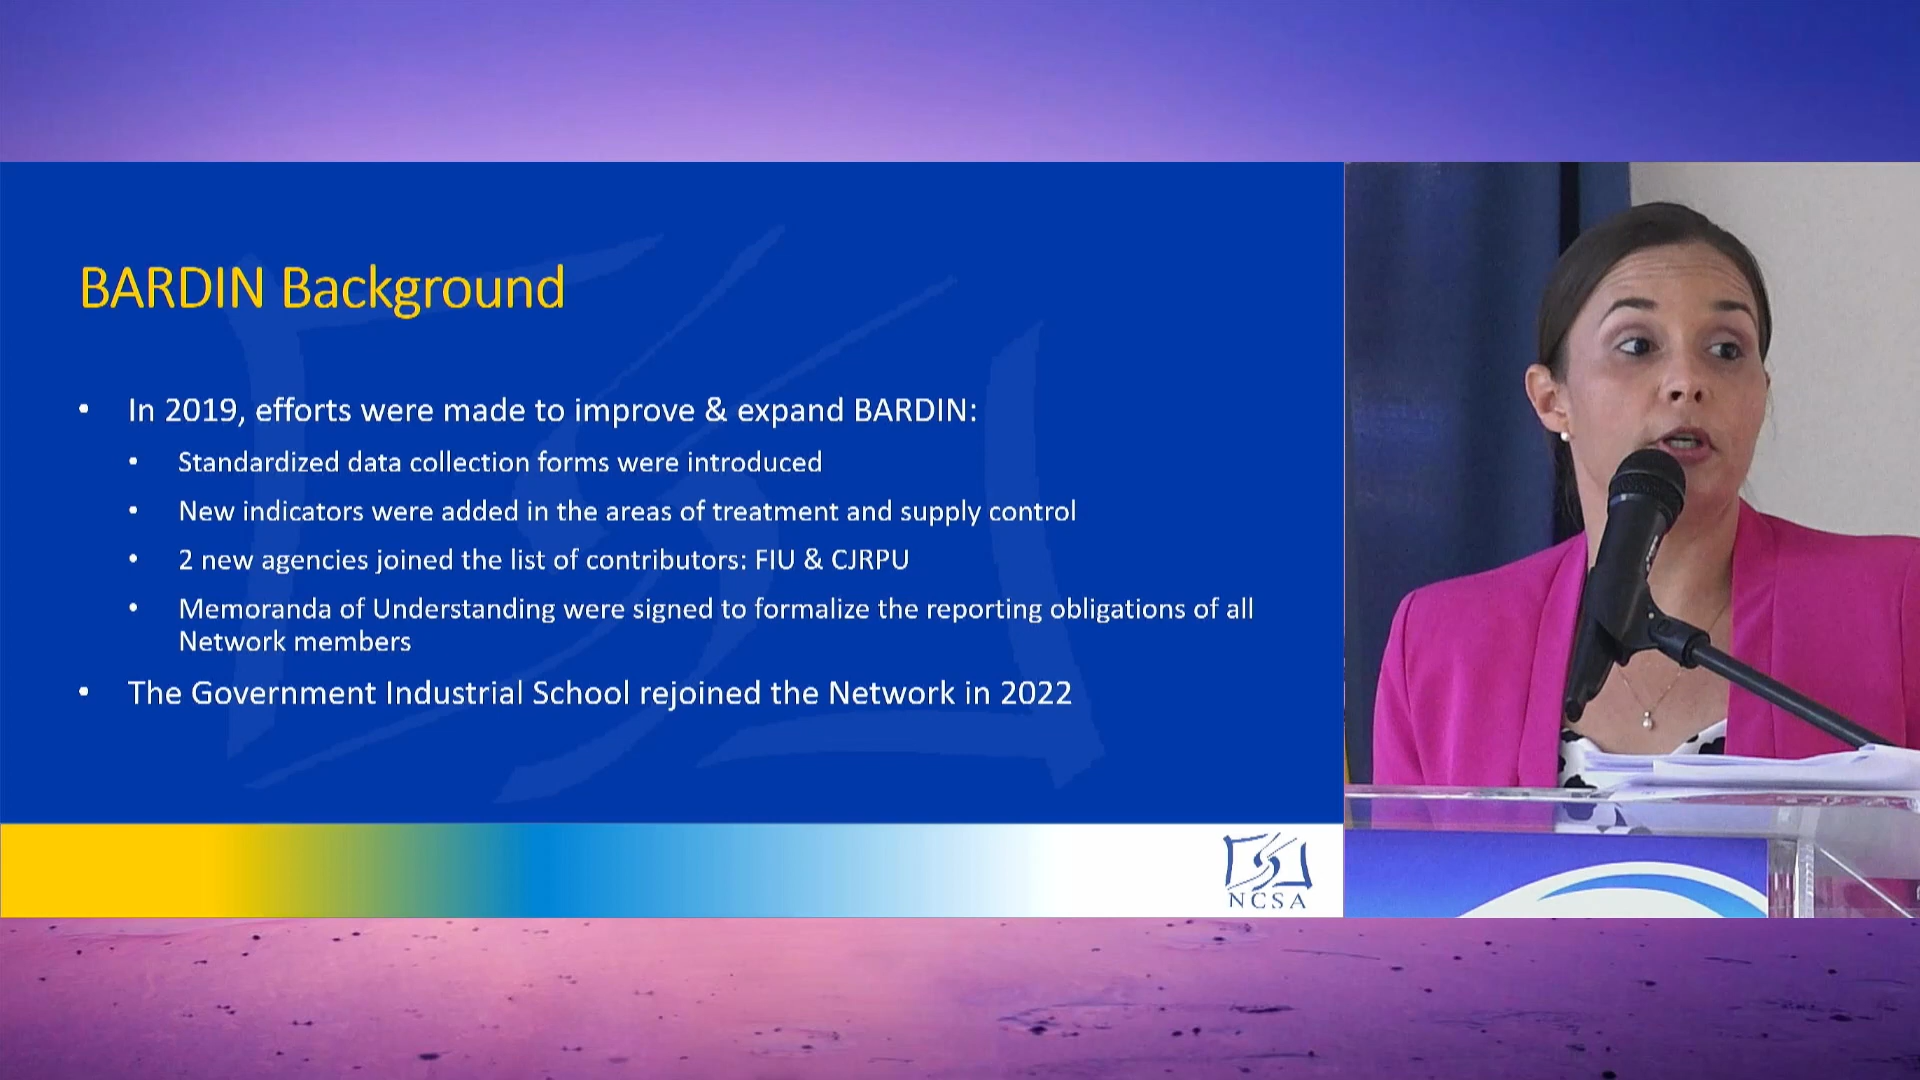 BARDIN Background
• In 2019, efforts were made to improve & expand BARDIN:
• Standardized data collection forms were introduced
• New indicators were added in the areas of treatment and supply control
• 2 new agencies joined the list of contributors: FIU & CJRPU
• Memoranda of Understanding were signed to formalize the reporting obligations of all
Network members
• The Government Industrial School rejoined the Network in 2022
NCSA